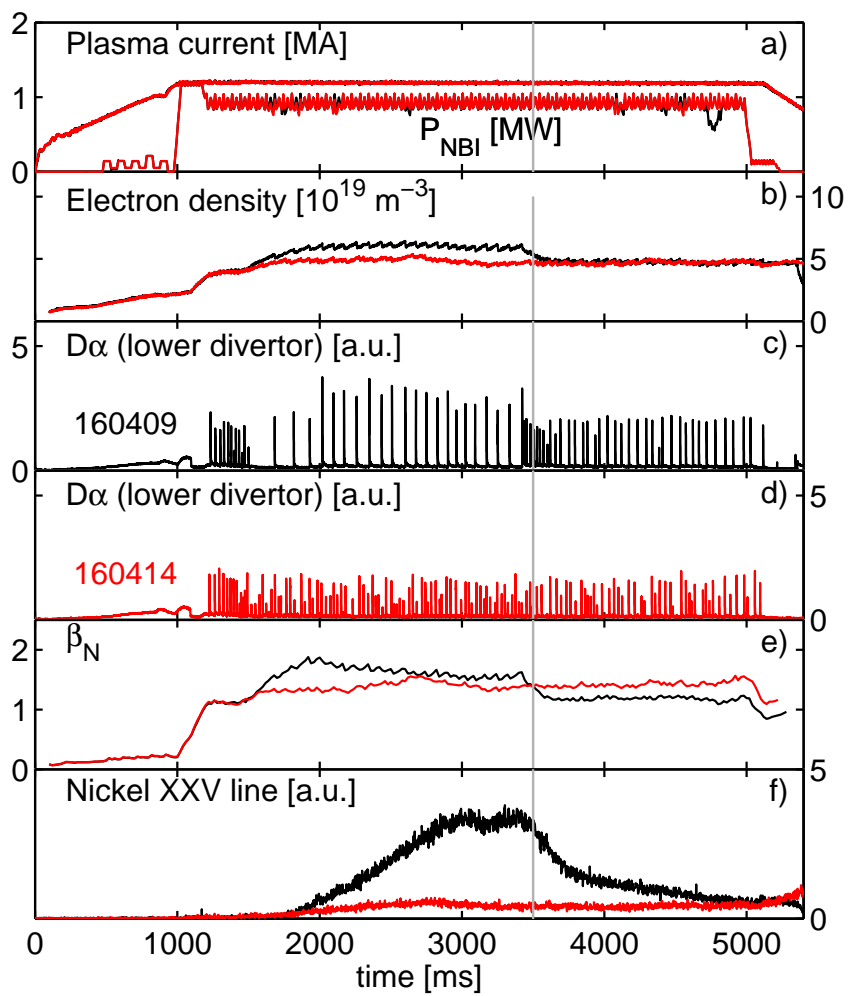 2
Plasma current [MA] a)
1
P_NBI [MW]
0
Electron density [10^19 m^−3] b) 10
5
0
5 Dα (lower divertor) [a.u.] c)
160409
0
Dα (lower divertor) [a.u.] d) 5
160414
0
β_N e)
2
1
0 5
Nickel XXV line [a.u.] f)
0
0 1000 2000 3000 4000 5000
time [ms]